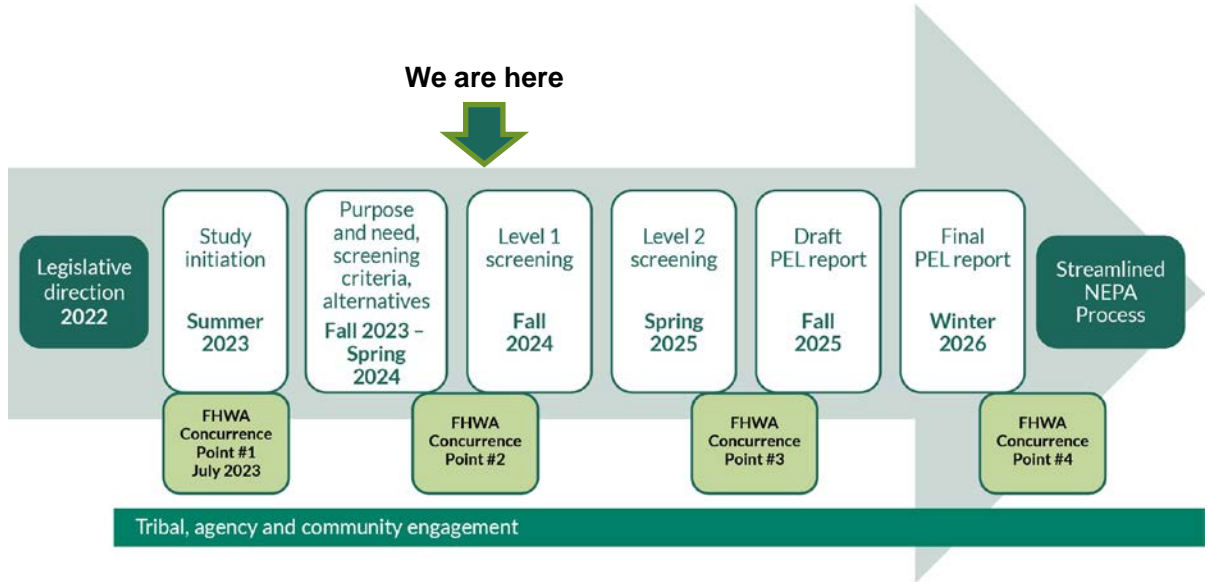 We are here
Legislative
direction
2022
Study
initiation
Summer
2023
Purpose
and need,
screening
criteria,
alternatives
Fall 2023 –
Spring
2024
Level 1
screening
Fall
2024
Level 2
screening
Spring
2025
Draft
PEL report
Fall
2025
Final
PEL report
Winter
2026
Streamlined
NEPA
Process
FHWA
Concurrence
Point #1
July 2023
FHWA
Concurrence
Point #2
FHWA
Concurrence
Point #3
FHWA
Concurrence
Point #4
Tribal, agency and community engagement